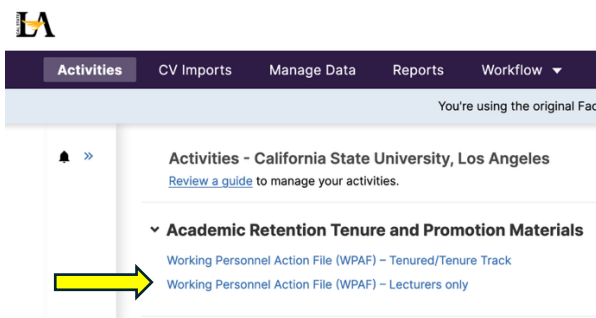 LA
Activities CV Imports Manage Data Reports Workflow
You're using the original Fac
Activities - California State University, Los Angeles
Review a guide to manage your activities.
Academic Retention Tenure and Promotion Materials
Working Personnel Action File (WPAF) – Tenured/Tenure Track
Working Personnel Action File (WPAF) – Lecturers only